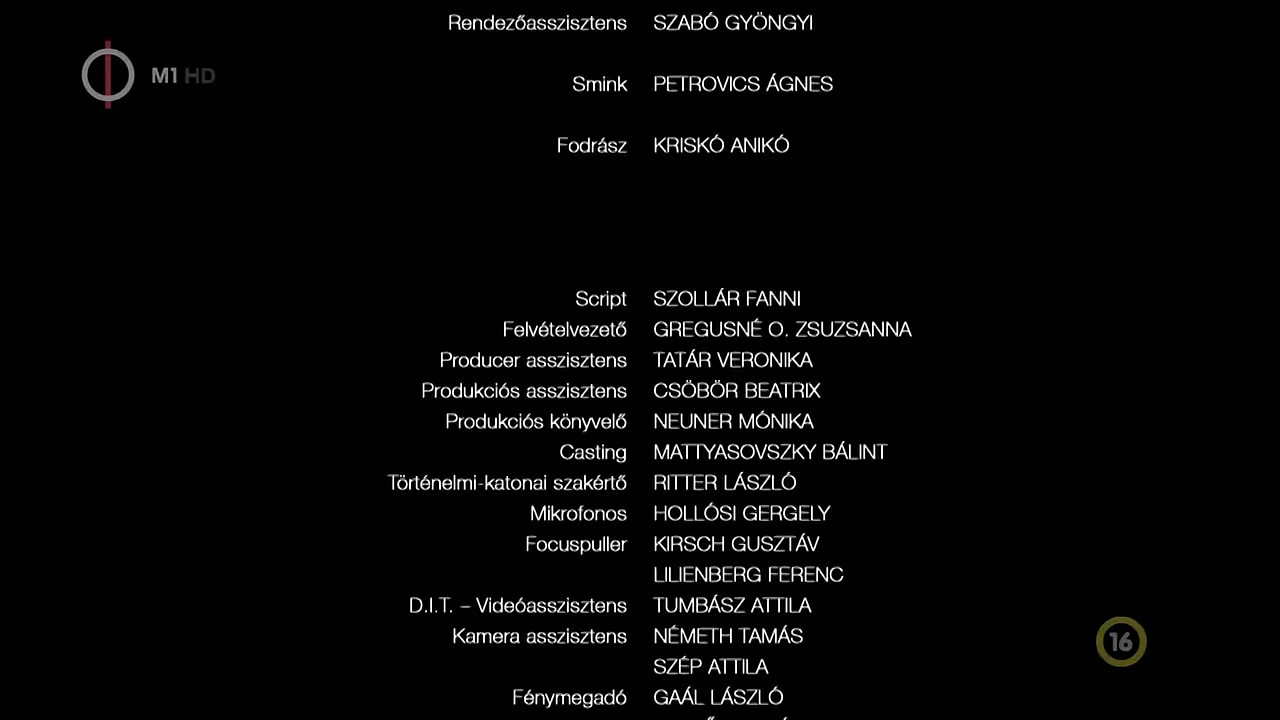 Rendezőasszisztens SZABÓ GYÖNGYI
M1 HD
Smink PETROVICS ÁGNES
Fodrász KRISKÓ ANIKÓ
Script SZOLLÁR FANNI
Felvételvezető GREGUSNÉ O. ZSUZSANNA
Producer asszisztens TATÁR VERONIKA
Produkciós asszisztens CSÖBÖR BEATRIX
Produkciós könyvelő NEUNER MÓNIKA
Casting MATTYASOVSZKY BÁLINT
Történelmi-katonai szakértő RITTER LÁSZLÓ
Mikrofonos HOLLÓSI GERGELY
Focuspuller KIRSCH GUSZTÁV
LILIENBERG FERENC
D.I.T. – Videóasszisztens TUMBÁSZ ATTILA
Kamera asszisztens NÉMETH TAMÁS
16
SZÉP ATTILA
Fénymegadó GAÁL LÁSZLÓ